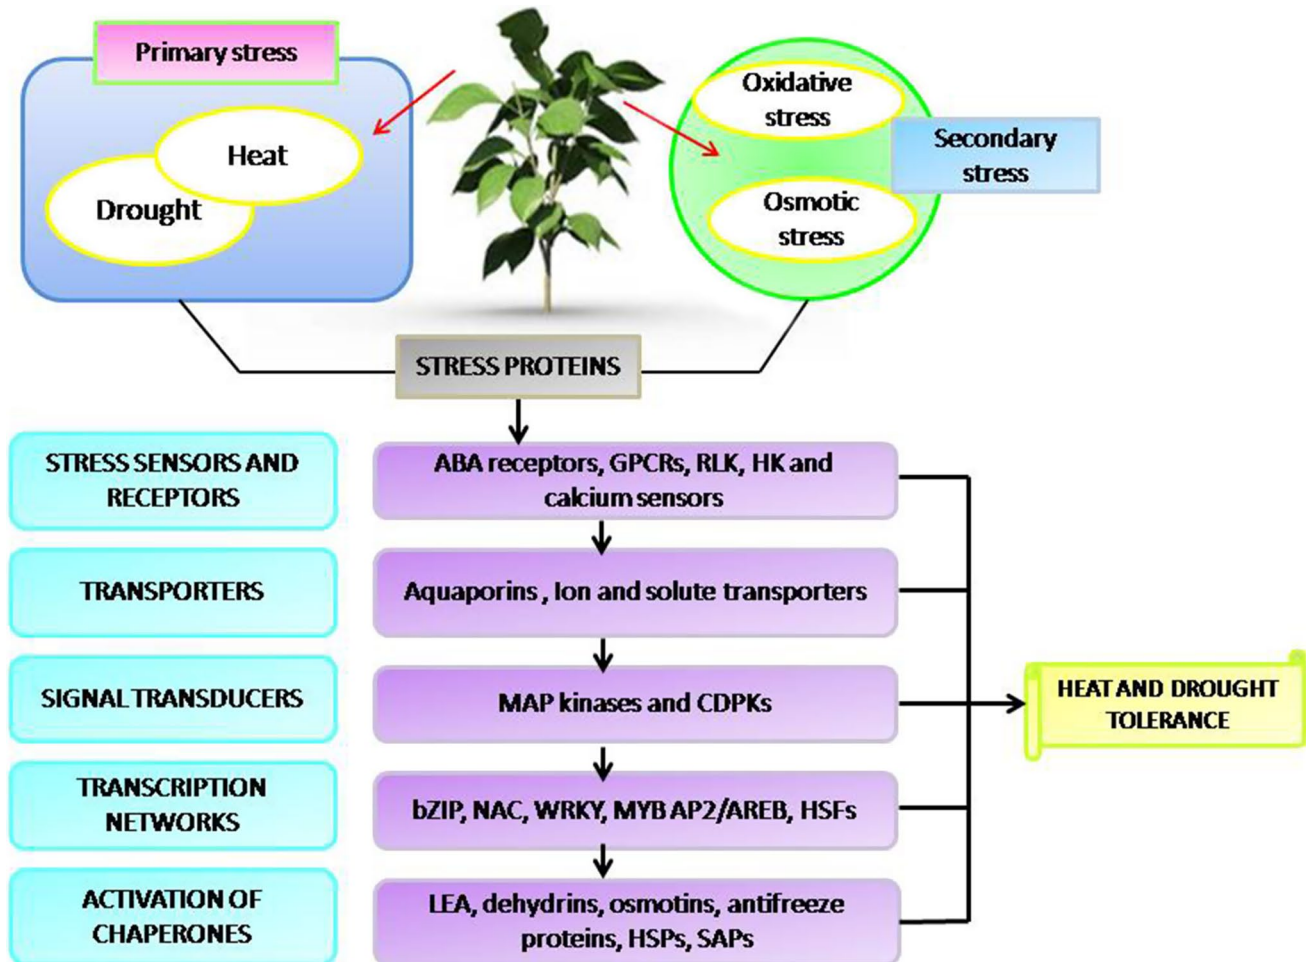 Primary stress
Heat
Drought
Oxidative
stress
Secondary
stress
Osmotic
stress
STRESS PROTEINS
STRESS SENSORS AND
RECEPTORS
ABA receptors, GPCRs, RLK, HK and
calcium sensors
TRANSPORTERS
Aquaporins , Ion and solute transporters
SIGNAL TRANSDUCERS
MAP kinases and CDPKs
HEAT AND DROUGHT
TOLERANCE
TRANSCRIPTION
NETWORKS
bZIP, NAC, WRKY, MYB AP2/AREB, HSFs
ACTIVATION OF
CHAPERONES
LEA, dehydrins, osmotins, antifreeze
proteins, HSPs, SAPs